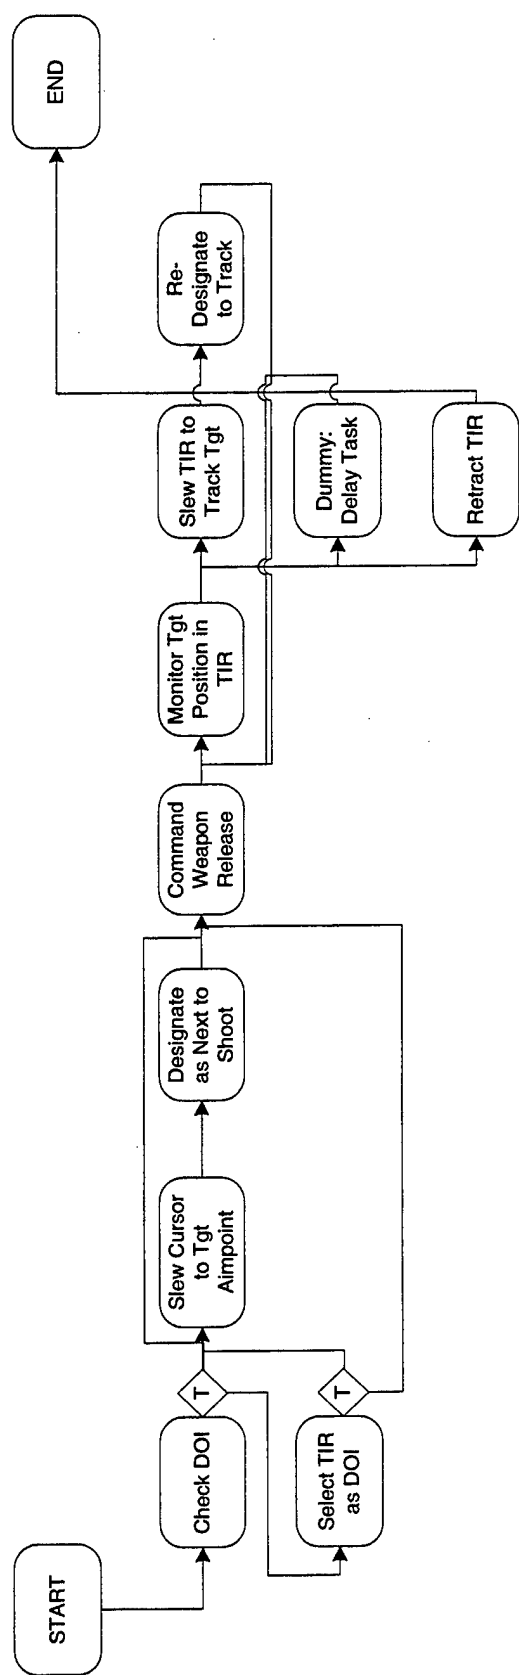 START
Check DOI
T
Select TIR
as DOI
T
Slew Cursor
to Tgt
Aimpoint
Designate
as Next to
Shoot
Command
Weapon
Release
Monitor Tgt
Position in
TIR
Slew TIR to
Track Tgt
Dummy:
Delay Task
Retract TIR
Re-
Designate
to Track
END